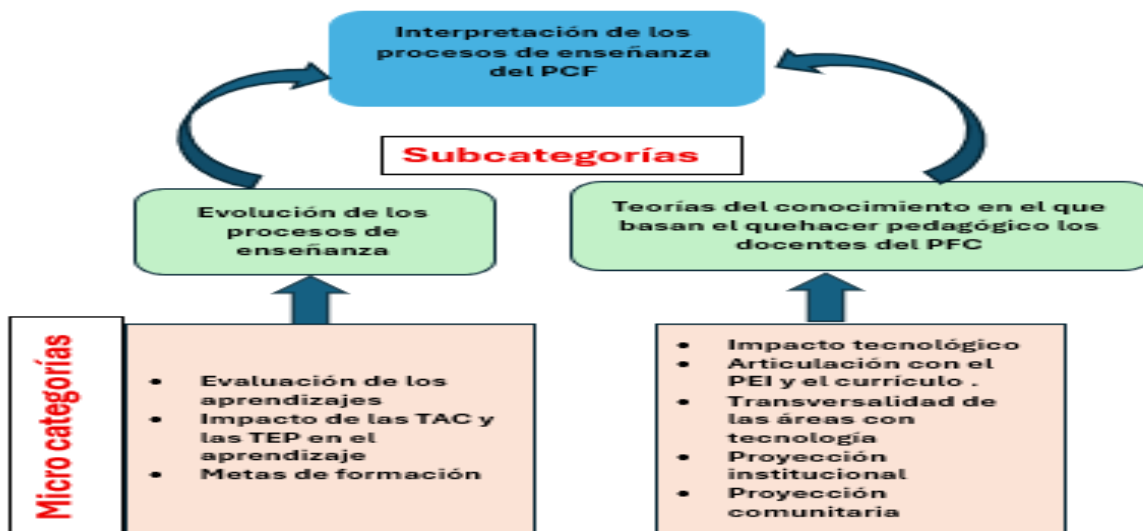 Interpretación de los
procesos de enseñanza
del PCF
Subcategorías
Evolución de los
procesos de
enseñanza
Teorías del conocimiento en el que
basan el quehacer pedagógico los
docentes del PFC
Micro categorías
• Evaluación de los
aprendizajes
• Impacto de las TAC y
las TEP en el
aprendizaje
• Metas de formación
• Impacto tecnológico
• Articulación con el
PEI y el currículo .
• Transversalidad de
las áreas con
tecnología
• Proyección
institucional
• Proyección
comunitaria